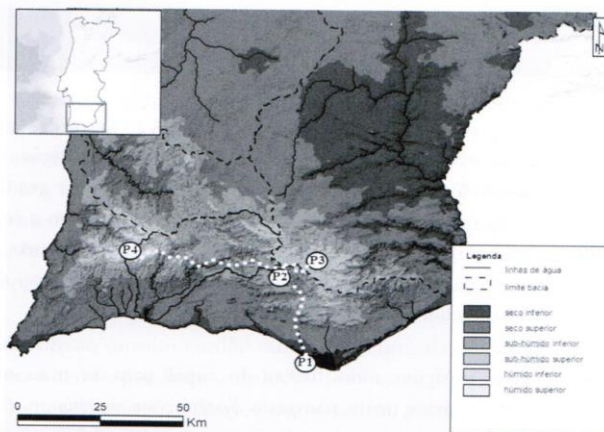 N
P4
P3
P2
P1
0 25 50
Km
Legenda
linhas de água
limite bacia
seco inferior
seco superior
sub-húmido inferior
sub-húmido superior
húmido inferior
húmido superior